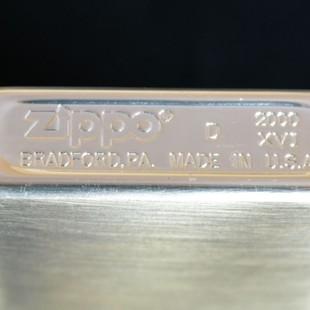 Zippo® D 2000
XVI
BRADFORD, PA. MADE IN U.S.A